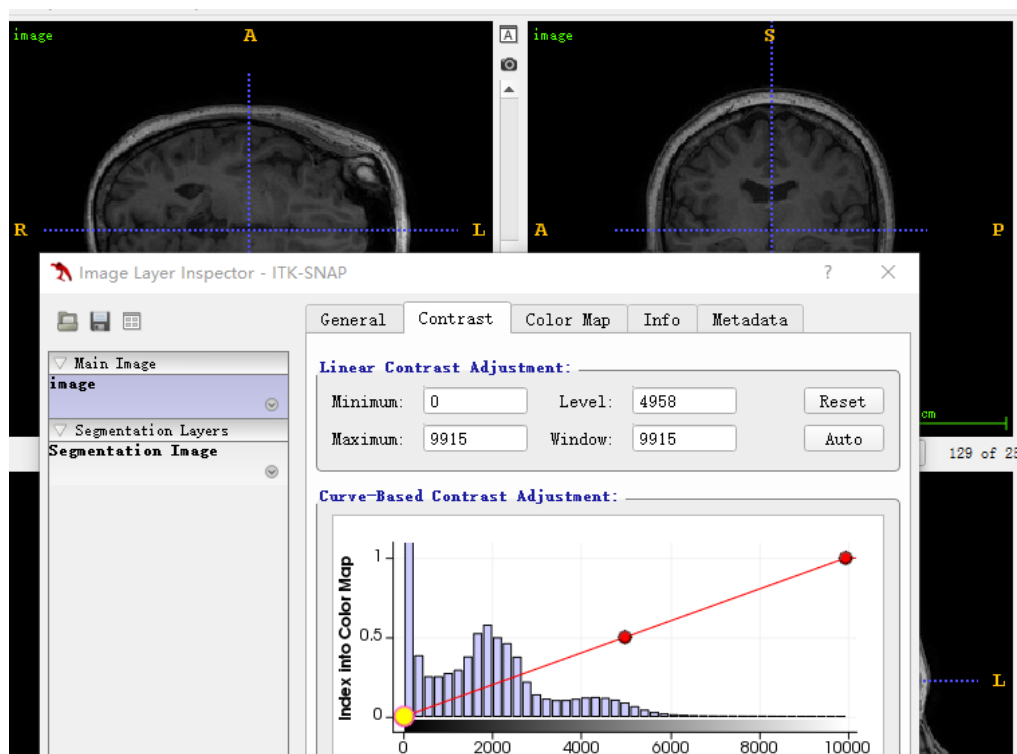 image
A
A
image
S
R
L
A
P
Image Layer Inspector - ITK-SNAP
?
General
Contrast
Color Map
Info
Metadata
Main Image
image
Segmentation Layers
Segmentation Image
Linear Contrast Adjustment:
Minimum:
0
Level:
4958
Reset
Maximum:
9915
Window:
9915
Auto
cm
129 of 25
Curve-Based Contrast Adjustment:
Index into Color Map
1
0.5
0
0
2000
4000
6000
8000
10000
L